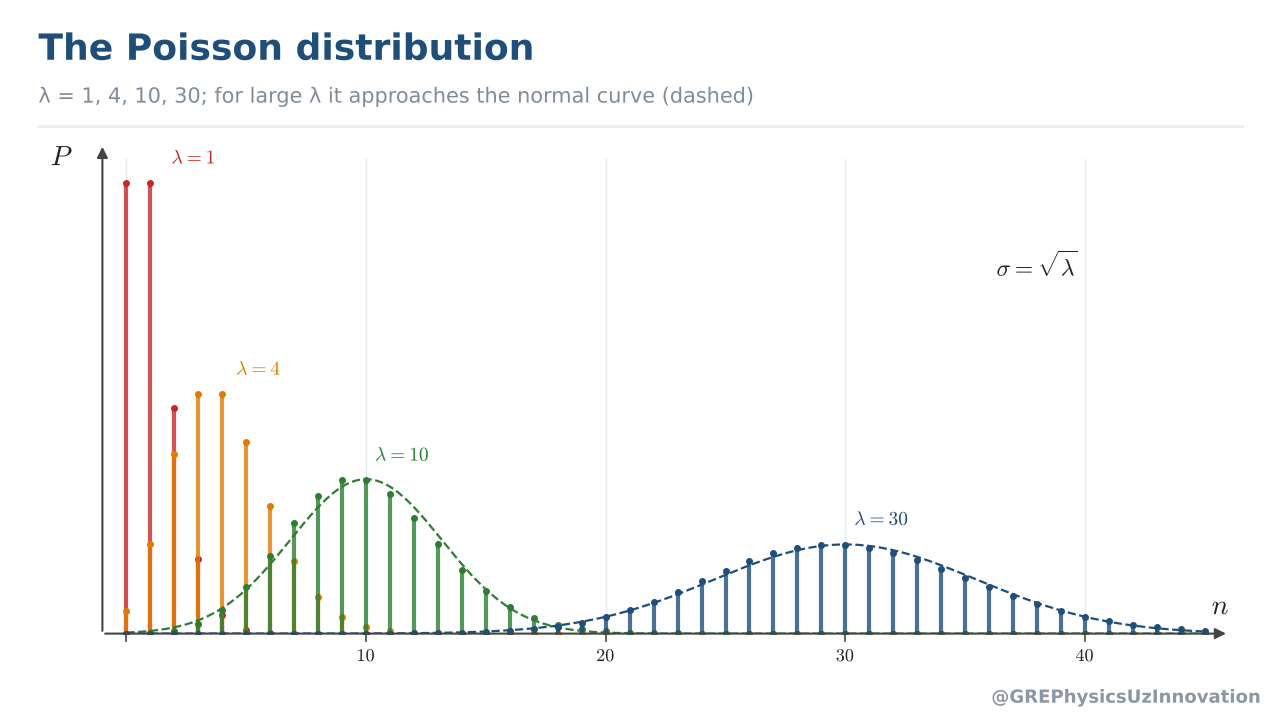 The Poisson distribution
λ = 1, 4, 10, 30; for large λ it approaches the normal curve (dashed)
P
λ = 1
σ = √λ
λ = 4
λ = 10
λ = 30
n
10 20 30 40
@GREPhysicsUzInnovation